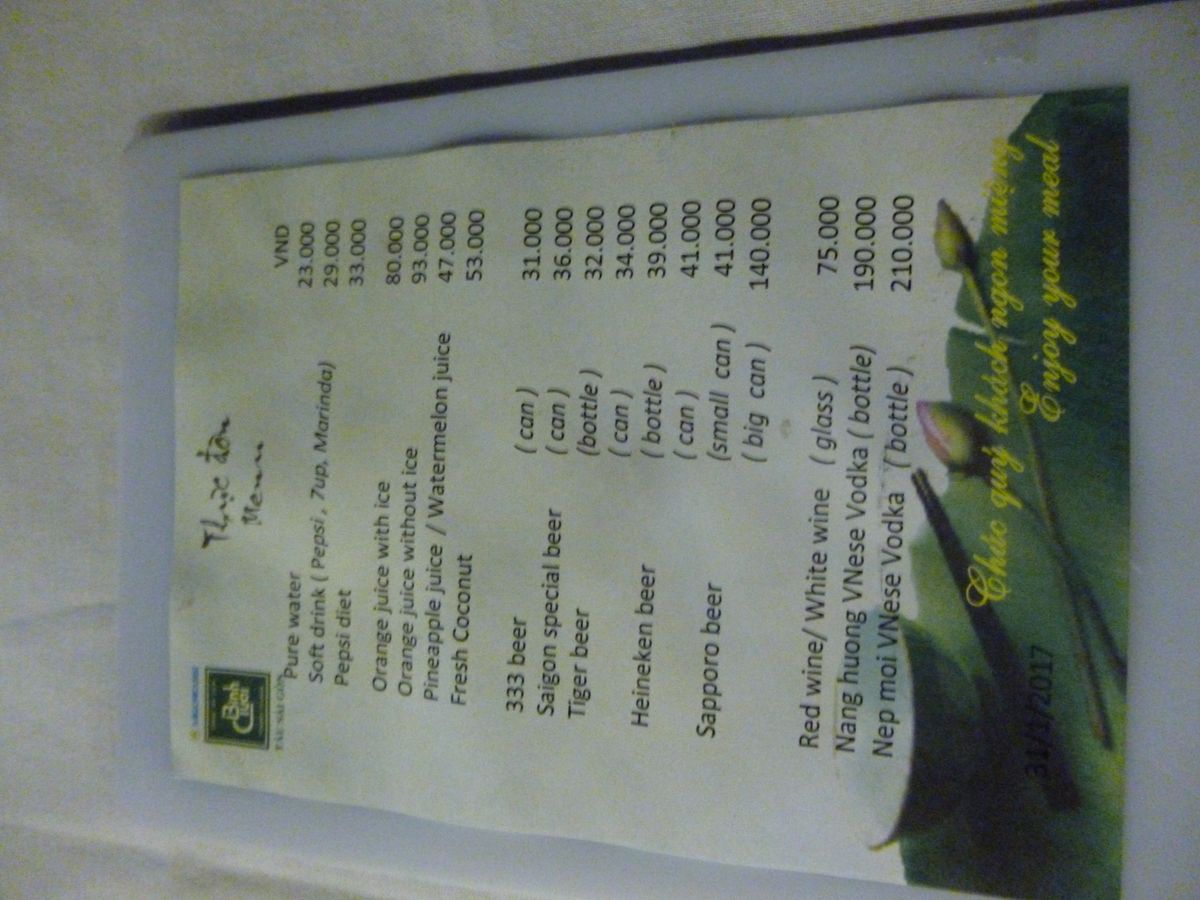 Bình Quới
Thực đơn
Menu
VND
Pure water 23.000
Soft drink ( Pepsi , 7up, Marinda) 29.000
Pepsi diet 33.000
Orange juice with ice 80.000
Orange juice without ice 93.000
Pineapple juice / Watermelon juice 47.000
Fresh Coconut 53.000
333 beer ( can ) 31.000
Saigon special beer ( can ) 36.000
Tiger beer (bottle ) 32.000
( can ) 34.000
Heineken beer ( bottle ) 39.000
( can ) 41.000
Sapporo beer (small can ) 41.000
( big can ) 140.000
Red wine/ White wine ( glass ) 75.000
Nang huong VNese Vodka ( bottle) 190.000
Nep moi VNese Vodka ( bottle ) 210.000
Chúc quý khách ngon miệng
Enjoy your meal
31/1/2017